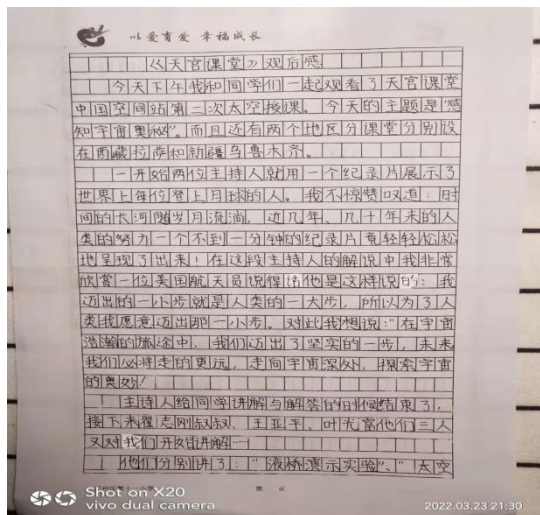 以爱育爱 幸福成长
《天宫课堂》观后感
今天下午我和同学们一起观看了天宫课堂
中国空间站第二次太空授课。今天的主题是"感
知宇宙奥秘"。而且还有两个地区分课堂分别设
在西藏拉萨和新疆乌鲁木齐。
一开始两位主持人就用一个纪录片展示了
世界上每位登上月球的人。我不惊赞叹道:时
间的长河随岁月流淌,近几年、几十年来的人
类的努力一个不到一分钟的纪录片竟轻轻松松
地呈现了出来!在这段主持人的解说中我非常
欣赏一位美国航天员说得话他是这样说的:我
迈出的一小步就是人类的一大步,所以为了人
类我愿意迈出那一小步。对此我想说:"在宇宙
浩瀚的旅途中,我们迈出了坚实的一步,未来
我们必将走的更远,走向宇宙深处,探索宇宙
的奥妙!
主持人给同学讲解与解答的时候结束了,
接下来翟志刚叔叔、王亚平、叶光富他们三人
又对我们开始讲解…
他们分别讲了:"液桥演示实验"、"太空
第 页
Shot on X20
vivo dual camera
2022.03.23 21:30